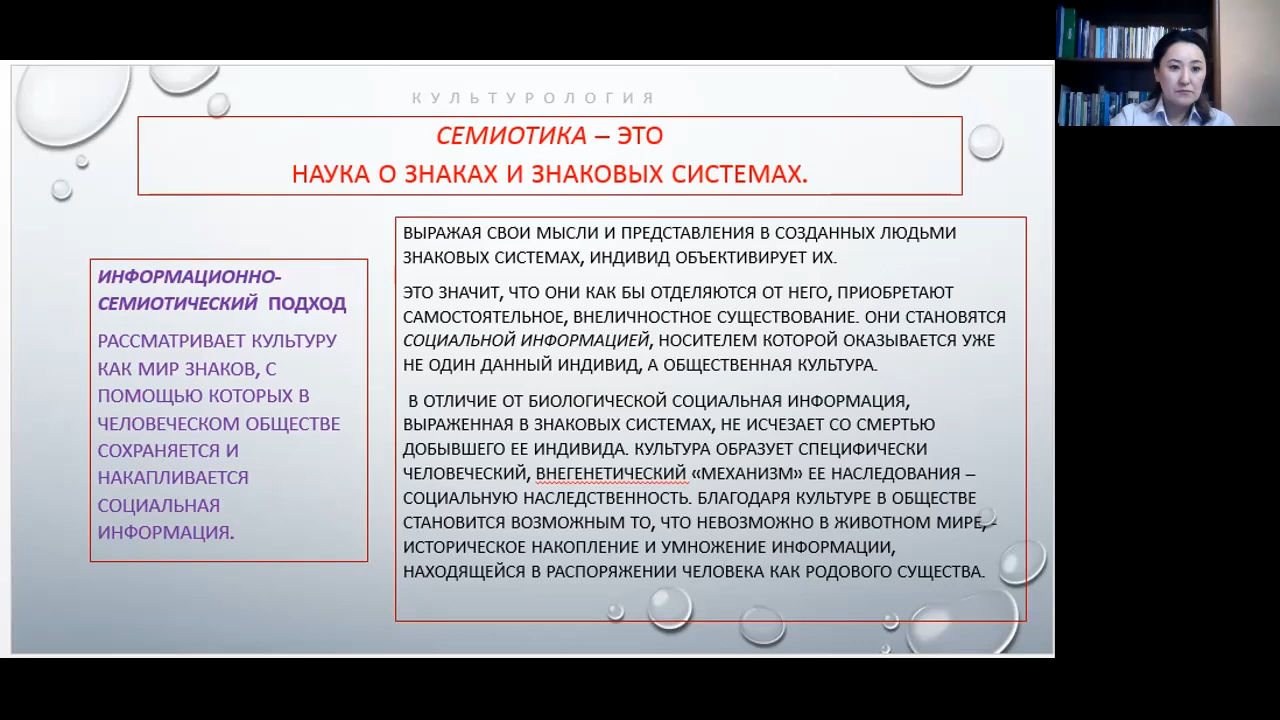 КУЛЬТУРОЛОГИЯ
СЕМИОТИКА – ЭТО
НАУКА О ЗНАКАХ И ЗНАКОВЫХ СИСТЕМАХ.
ИНФОРМАЦИОННО-
СЕМИОТИЧЕСКИЙ ПОДХОД
РАССМАТРИВАЕТ КУЛЬТУРУ
КАК МИР ЗНАКОВ, С
ПОМОЩЬЮ КОТОРЫХ В
ЧЕЛОВЕЧЕСКОМ ОБЩЕСТВЕ
СОХРАНЯЕТСЯ И
НАКАПЛИВАЕТСЯ
СОЦИАЛЬНАЯ
ИНФОРМАЦИЯ.
ВЫРАЖАЯ СВОИ МЫСЛИ И ПРЕДСТАВЛЕНИЯ В СОЗДАННЫХ ЛЮДЬМИ
ЗНАКОВЫХ СИСТЕМАХ, ИНДИВИД ОБЪЕКТИВИРУЕТ ИХ.
ЭТО ЗНАЧИТ, ЧТО ОНИ КАК БЫ ОТДЕЛЯЮТСЯ ОТ НЕГО, ПРИОБРЕТАЮТ
САМОСТОЯТЕЛЬНОЕ, ВНЕЛИЧНОСТНОЕ СУЩЕСТВОВАНИЕ. ОНИ СТАНОВЯТСЯ
СОЦИАЛЬНОЙ ИНФОРМАЦИЕЙ, НОСИТЕЛЕМ КОТОРОЙ ОКАЗЫВАЕТСЯ УЖЕ
НЕ ОДИН ДАННЫЙ ИНДИВИД, А ОБЩЕСТВЕННАЯ КУЛЬТУРА.
В ОТЛИЧИЕ ОТ БИОЛОГИЧЕСКОЙ СОЦИАЛЬНАЯ ИНФОРМАЦИЯ,
ВЫРАЖЕННАЯ В ЗНАКОВЫХ СИСТЕМАХ, НЕ ИСЧЕЗАЕТ СО СМЕРТЬЮ
ДОБЫВШЕГО ЕЕ ИНДИВИДА. КУЛЬТУРА ОБРАЗУЕТ СПЕЦИФИЧЕСКИ
ЧЕЛОВЕЧЕСКИЙ, ВНЕГЕНЕТИЧЕСКИЙ «МЕХАНИЗМ» ЕЕ НАСЛЕДОВАНИЯ –
СОЦИАЛЬНУЮ НАСЛЕДСТВЕННОСТЬ. БЛАГОДАРЯ КУЛЬТУРЕ В ОБЩЕСТВЕ
СТАНОВИТСЯ ВОЗМОЖНЫМ ТО, ЧТО НЕВОЗМОЖНО В ЖИВОТНОМ МИРЕ,-
ИСТОРИЧЕСКОЕ НАКОПЛЕНИЕ И УМНОЖЕНИЕ ИНФОРМАЦИИ,
НАХОДЯЩЕЙСЯ В РАСПОРЯЖЕНИИ ЧЕЛОВЕКА КАК РОДОВОГО СУЩЕСТВА.